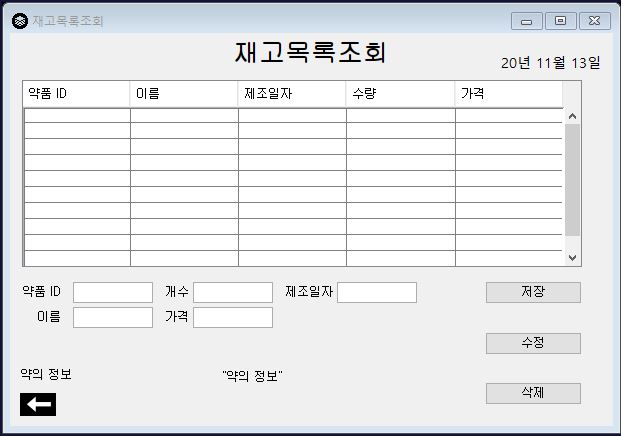 재고목록조회
재고목록조회
20년 11월 13일
약품 ID 이름 제조일자 수량 가격
약품 ID 개수 제조일자 저장
이름 가격
수정
약의 정보 "약의 정보"
삭제